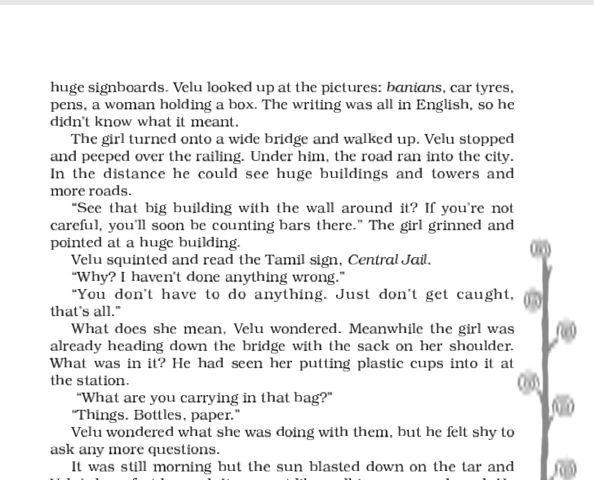 huge signboards. Velu looked up at the pictures: banians, car tyres,
pens, a woman holding a box. The writing was all in English, so he
didn't know what it meant.
The girl turned onto a wide bridge and walked up. Velu stopped
and peeped over the railing. Under him, the road ran into the city.
In the distance he could see huge buildings and towers and
more roads.
"See that big building with the wall around it? If you're not
careful, you'll soon be counting bars there." The girl grinned and
pointed at a huge building.
Velu squinted and read the Tamil sign, Central Jail.
"Why? I haven't done anything wrong."
"You don't have to do anything. Just don't get caught,
that's all."
What does she mean, Velu wondered. Meanwhile the girl was
already heading down the bridge with the sack on her shoulder.
What was in it? He had seen her putting plastic cups into it at
the station.
"What are you carrying in that bag?"
"Things. Bottles, paper."
Velu wondered what she was doing with them, but he felt shy to
ask any more questions.
It was still morning but the sun blasted down on the tar and